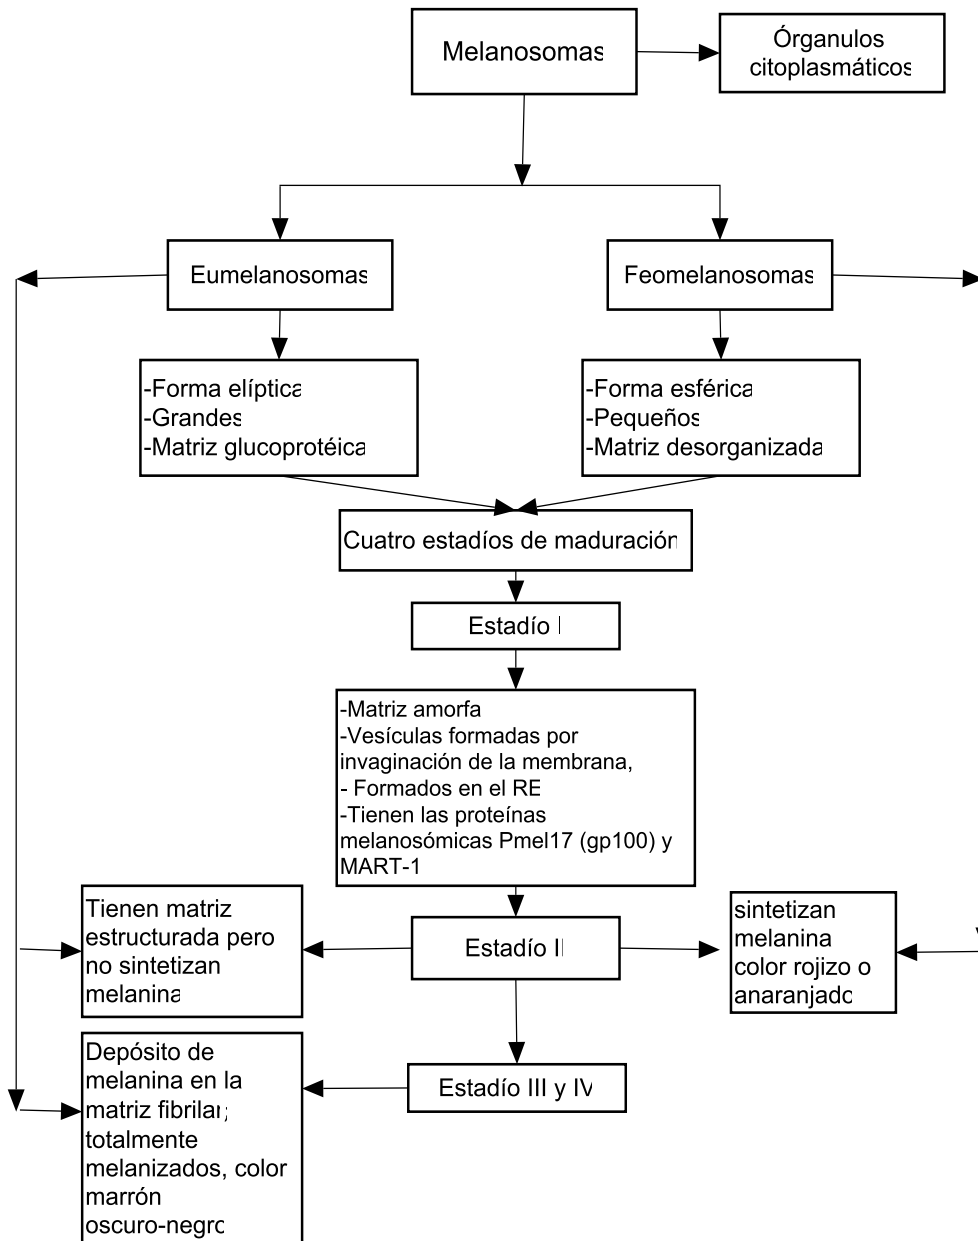 Melanosomas
Órganulos
citoplasmáticos
Eumelanosomas
Feomelanosomas
-Forma elíptica
-Grandes
-Matriz glucoprotéica
-Forma esférica
-Pequeños
-Matriz desorganizada
Cuatro estadíos de maduración
Estadío I
-Matriz amorfa
-Vesículas formadas por
invaginación de la membrana,
- Formados en el RE
-Tienen las proteínas
melanosómicas Pmel17 (gp100) y
MART-1
Tienen matriz
estructurada pero
no sintetizan
melanina
Estadío II
sintetizan
melanina
color rojizo o
anaranjado
Depósito de
melanina en la
matriz fibrilar;
totalmente
melanizados, color
marrón
oscuro-negro
Estadío III y IV